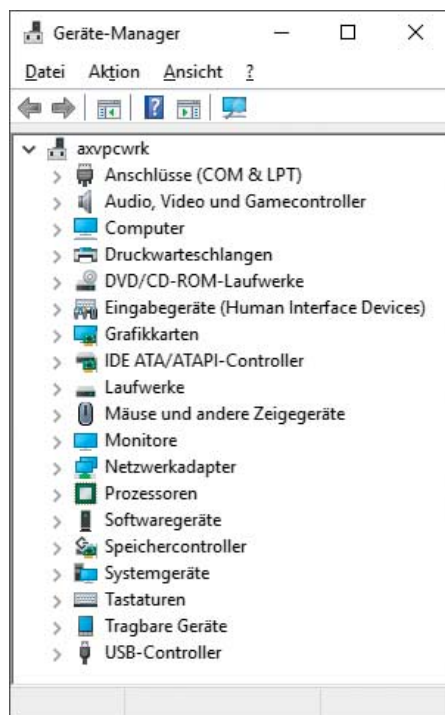 Geräte-Manager
Datei Aktion Ansicht ?
axvpcwrk
Anschlüsse (COM & LPT)
Audio, Video und Gamecontroller
Computer
Druckwarteschlangen
DVD/CD-ROM-Laufwerke
Eingabegeräte (Human Interface Devices)
Grafikkarten
IDE ATA/ATAPI-Controller
Laufwerke
Mäuse und andere Zeigegeräte
Monitore
Netzwerkadapter
Prozessoren
Softwaregeräte
Speichercontroller
Systemgeräte
Tastaturen
Tragbare Geräte
USB-Controller